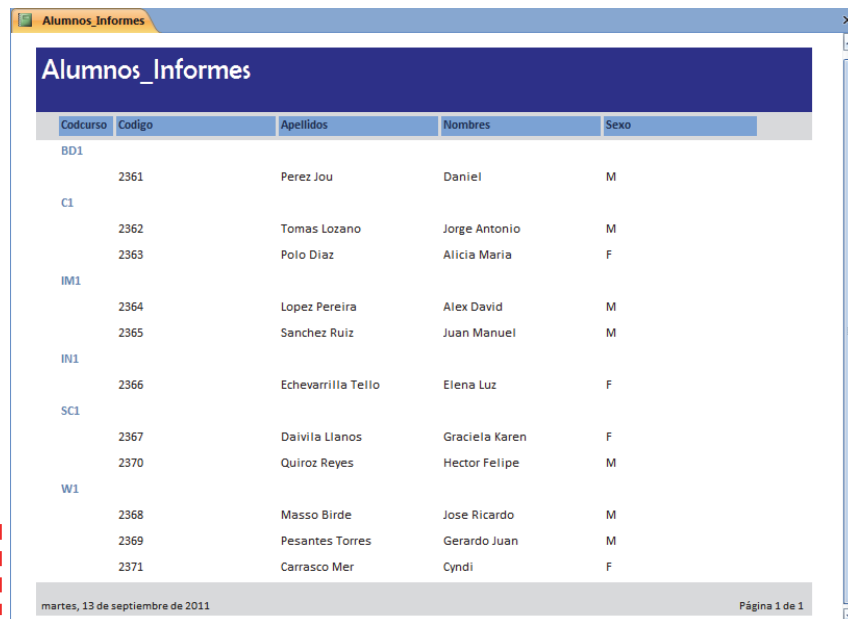 Alumnos_Informes
Alumnos_Informes
Codcurso Codigo Apellidos Nombres Sexo
BD1
2361 Perez Jou Daniel M
C1
2362 Tomas Lozano Jorge Antonio M
2363 Polo Diaz Alicia Maria F
IM1
2364 Lopez Pereira Alex David M
2365 Sanchez Ruiz Juan Manuel M
IN1
2366 Echevarrilla Tello Elena Luz F
SC1
2367 Daivila Llanos Graciela Karen F
2370 Quiroz Reyes Hector Felipe M
W1
2368 Masso Birde Jose Ricardo M
2369 Pesantes Torres Gerardo Juan M
2371 Carrasco Mer Cyndi F
martes, 13 de septiembre de 2011 Página 1 de 1